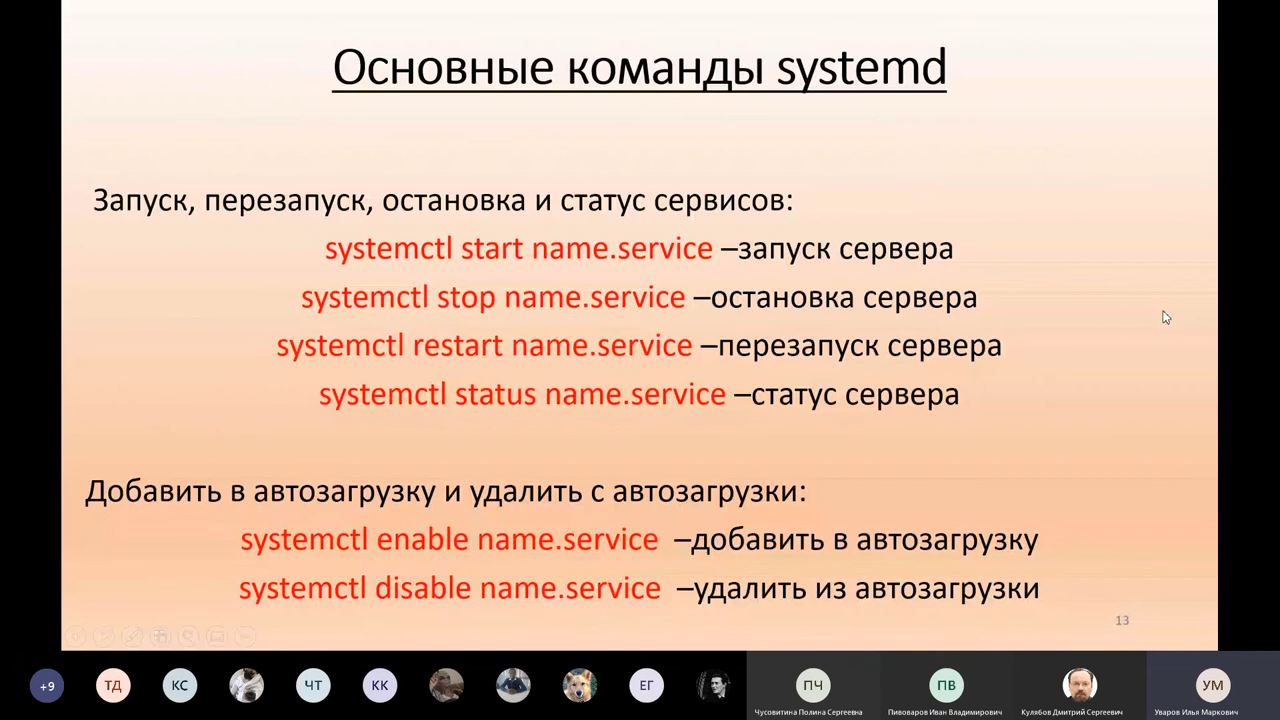 Основные команды systemd
Запуск, перезапуск, остановка и статус сервисов:
systemctl start name.service –запуск сервера
systemctl stop name.service –остановка сервера
systemctl restart name.service –перезапуск сервера
systemctl status name.service –статус сервера
Добавить в автозагрузку и удалить с автозагрузки:
systemctl enable name.service –добавить в автозагрузку
systemctl disable name.service –удалить из автозагрузки
13
+9
ТД
КС
ЧТ
КК
ЕГ
ПЧ
ПВ
УМ
Чусовитина Полина Сергеевна
Пивоваров Иван Владимирович
Кулябов Дмитрий Сергеевич
Уваров Илья Маркович